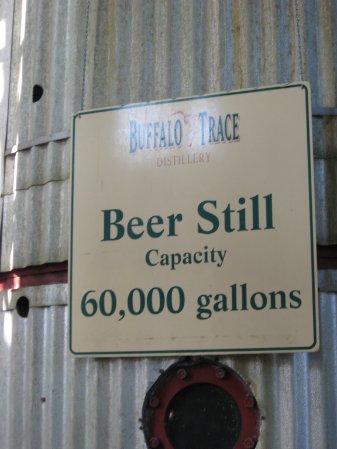 BUFFALO TRACE
DISTILLERY
Beer Still
Capacity
60,000 gallons